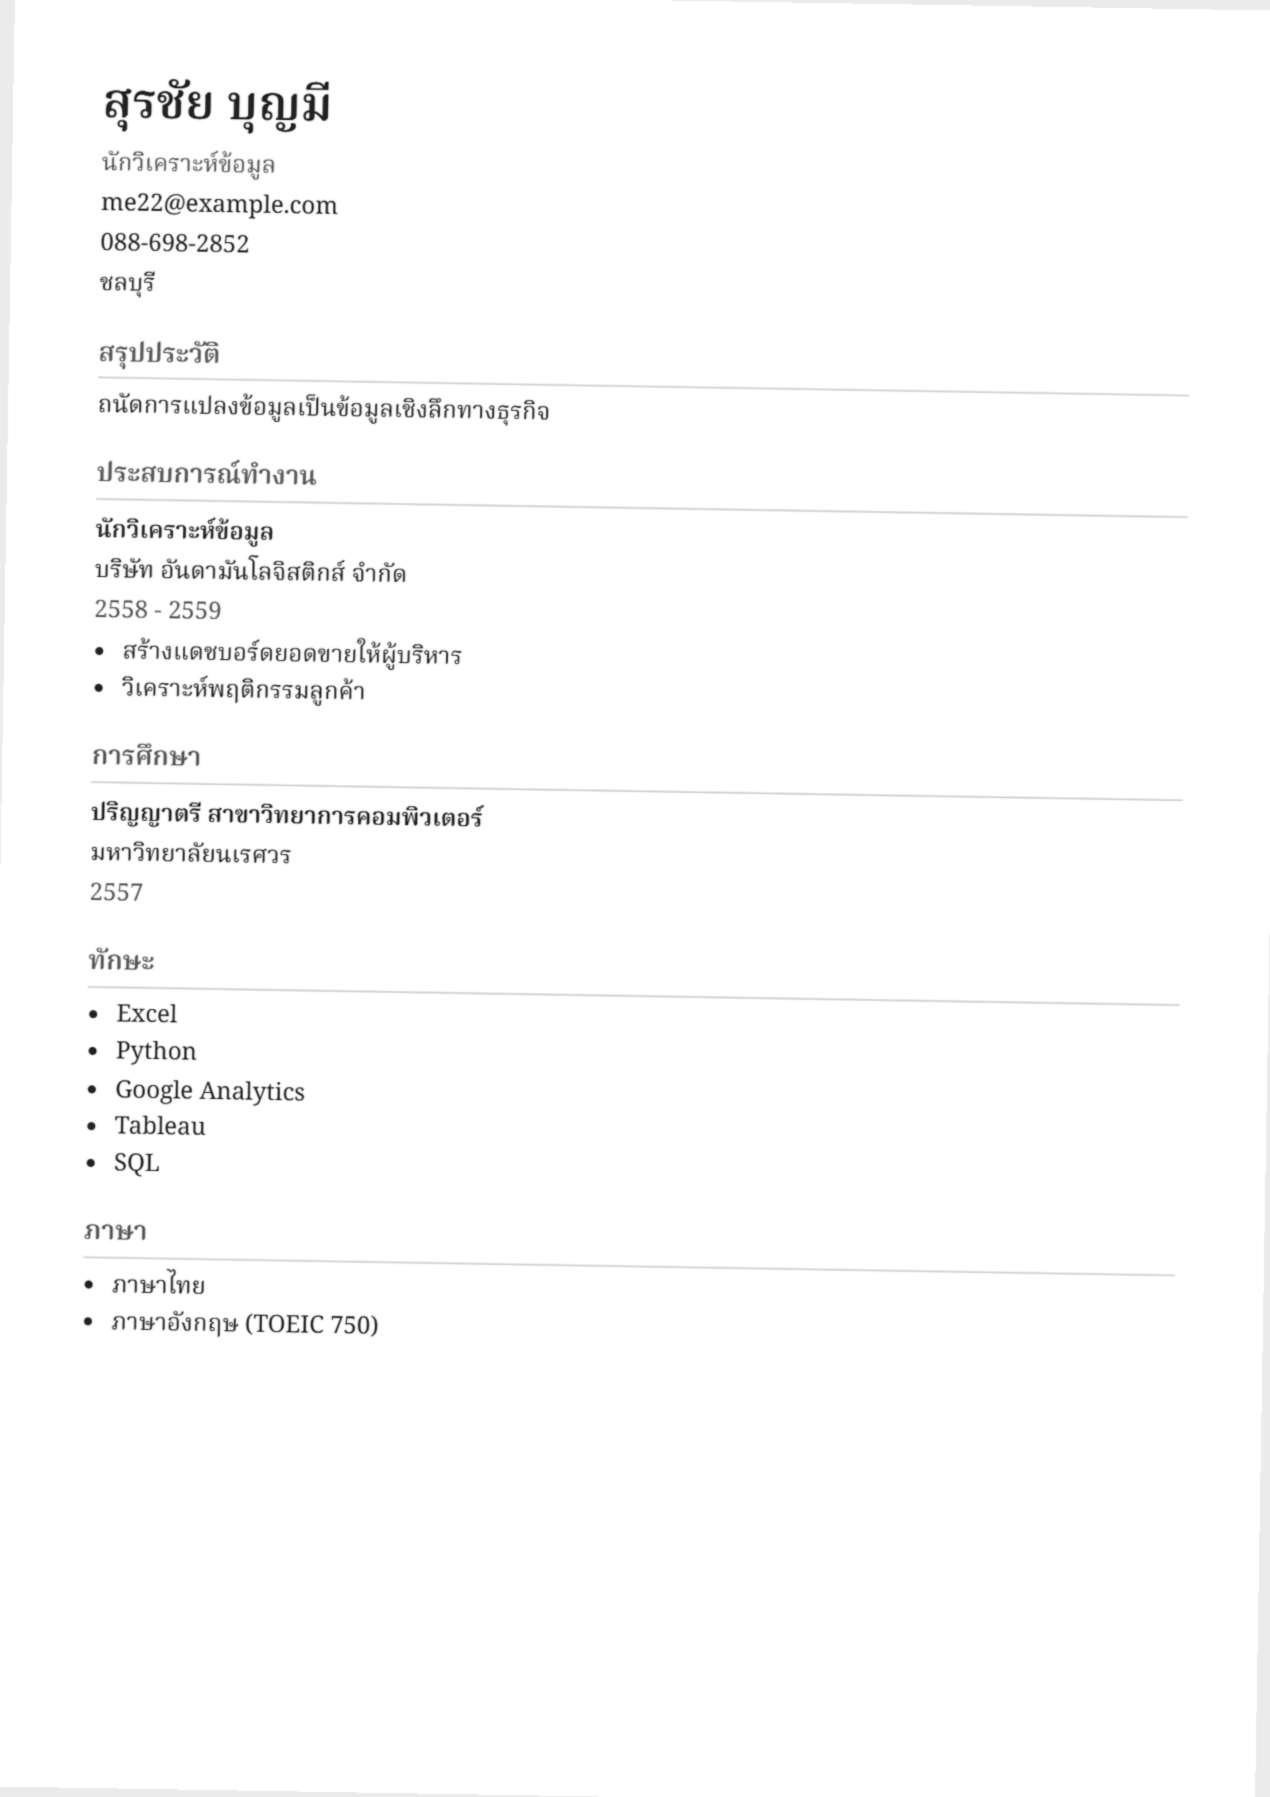 สุรชัย บุญมี
นักวิเคราะห์ข้อมูล
me22@example.com
088-698-2852
ชลบุรี
สรุปประวัติ
ถนัดการแปลงข้อมูลเป็นข้อมูลเชิงลึกทางธุรกิจ
ประสบการณ์ทำงาน
นักวิเคราะห์ข้อมูล
บริษัท อันดามันโลจิสติกส์ จำกัด
2558 - 2559
• สร้างแดชบอร์ดยอดขายให้ผู้บริหาร
• วิเคราะห์พฤติกรรมลูกค้า
การศึกษา
ปริญญาตรี สาขาวิทยาการคอมพิวเตอร์
มหาวิทยาลัยนเรศวร
2557
ทักษะ
• Excel
• Python
• Google Analytics
• Tableau
• SQL
ภาษา
• ภาษาไทย
• ภาษาอังกฤษ (TOEIC 750)